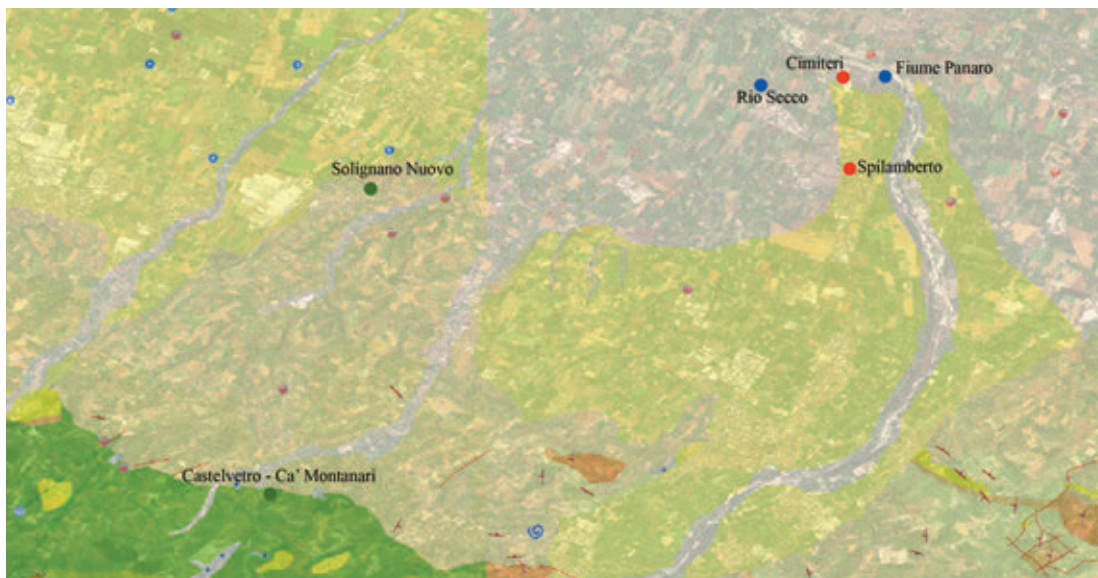 Cimiteri
Fiume Panaro
Rio Secco
Solignano Nuovo
Spilamberto
Castelvetro - Ca' Montanari